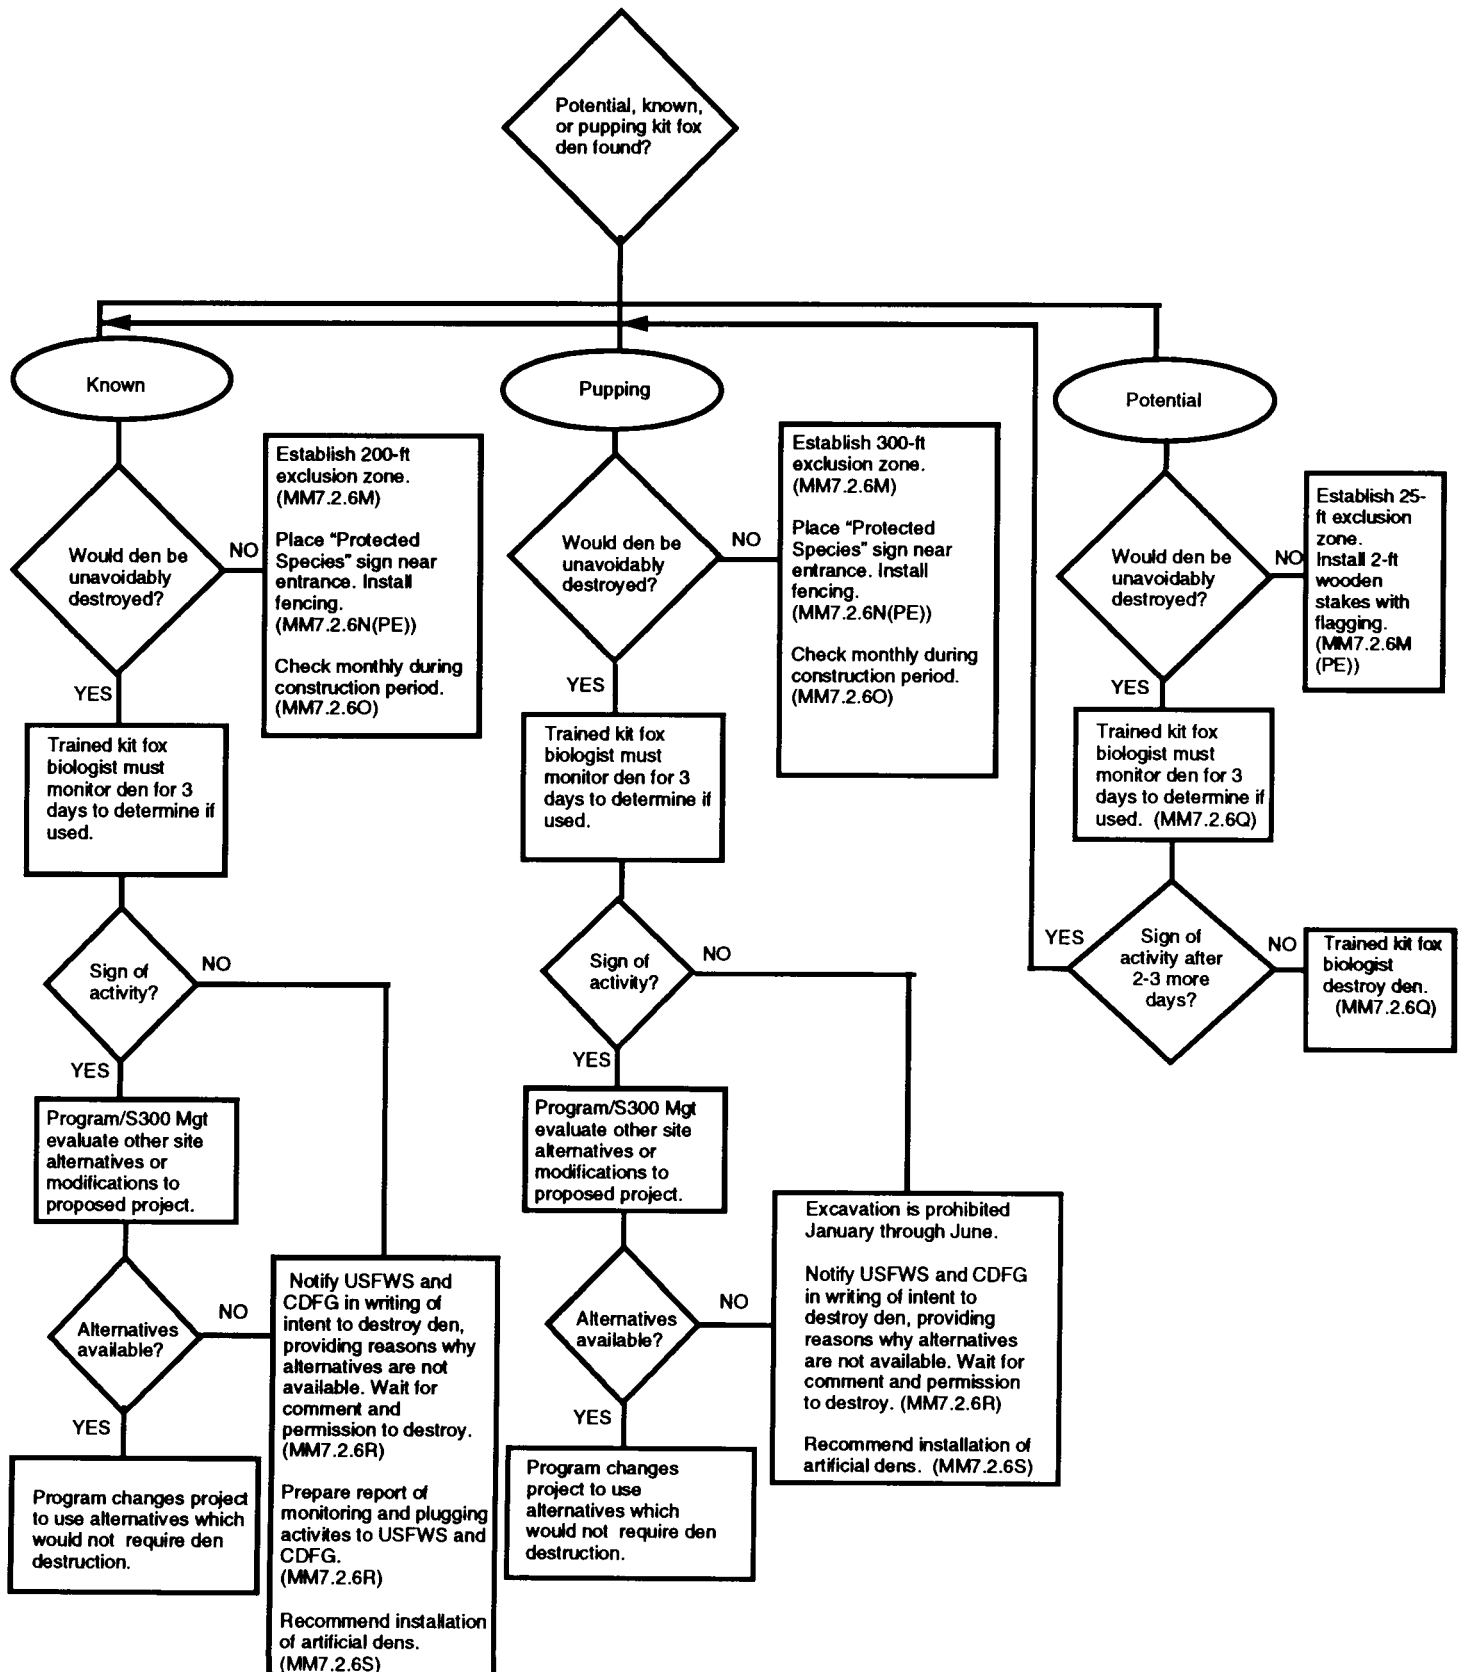 Potential, known,
or pupping kit fox
den found?
Known
Would den be
unavoidably
destroyed?
NO
Establish 200-ft
exclusion zone.
(MM7.2.6M)
Place "Protected
Species" sign near
entrance. Install
fencing.
(MM7.2.6N(PE))
Check monthly during
construction period.
(MM7.2.6O)
YES
Trained kit fox
biologist must
monitor den for 3
days to determine if
used.
Sign of
activity?
NO
YES
Program/S300 Mgt
evaluate other site
alternatives or
modifications to
proposed project.
Alternatives
available?
NO
Notify USFWS and
CDFG in writing of
intent to destroy den,
providing reasons why
alternatives are not
available. Wait for
comment and
permission to destroy.
(MM7.2.6R)
Prepare report of
monitoring and plugging
activites to USFWS and
CDFG.
(MM7.2.6R)
Recommend installation
of artificial dens.
(MM7.2.6S)
YES
Program changes project
to use alternatives which
would not require den
destruction.
Pupping
Would den be
unavoidably
destroyed?
NO
Establish 300-ft
exclusion zone.
(MM7.2.6M)
Place "Protected
Species" sign near
entrance. Install
fencing.
(MM7.2.6N(PE))
Check monthly during
construction period.
(MM7.2.6O)
YES
Trained kit fox
biologist must
monitor den for 3
days to determine if
used.
Sign of
activity?
NO
YES
Program/S300 Mgt
evaluate other site
alternatives or
modifications to
proposed project.
Alternatives
available?
NO
Excavation is prohibited
January through June.
Notify USFWS and CDFG
in writing of intent to
destroy den, providing
reasons why alternatives
are not available. Wait for
comment and permission
to destroy. (MM7.2.6R)
Recommend installation of
artificial dens. (MM7.2.6S)
YES
Program changes
project to use
alternatives which
would not require den
destruction.
Potential
Would den be
unavoidably
destroyed?
NO
Establish 25-
ft exclusion
zone.
Install 2-ft
wooden
stakes with
flagging.
(MM7.2.6M
(PE))
YES
Trained kit fox
biologist must
monitor den for 3
days to determine if
used. (MM7.2.6Q)
YES
Sign of
activity after
2-3 more
days?
NO
Trained kit fox
biologist
destroy den.
(MM7.2.6Q)